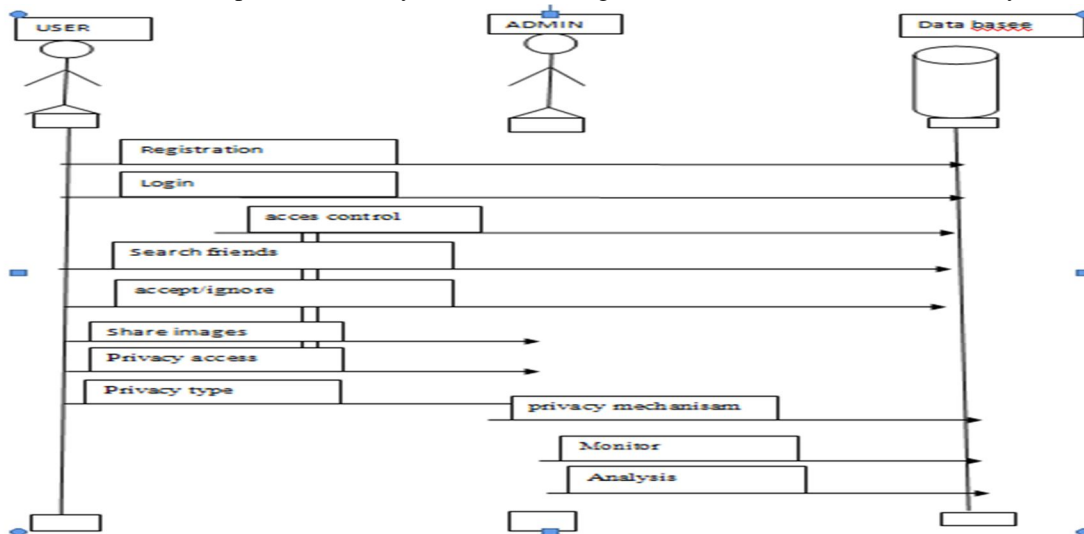 USER
ADMIN
Data basee
Registration
Login
acces control
Search friends
accept/ignore
Share images
Privacy access
Privacy type
privacy mechanisam
Monitor
Analysis